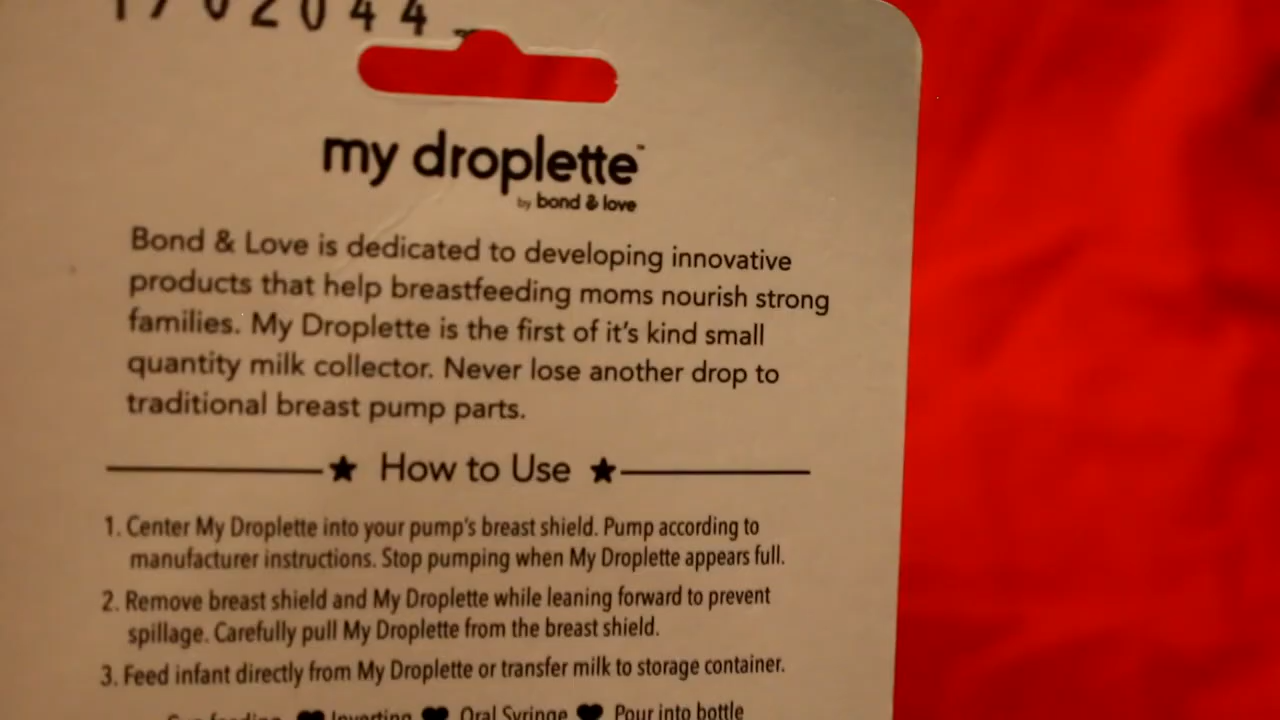 1702044
my droplette™
by bond & love
Bond & Love is dedicated to developing innovative
products that help breastfeeding moms nourish strong
families. My Droplette is the first of it's kind small
quantity milk collector. Never lose another drop to
traditional breast pump parts.
★ How to Use ★
1. Center My Droplette into your pump's breast shield. Pump according to
manufacturer instructions. Stop pumping when My Droplette appears full.
2. Remove breast shield and My Droplette while leaning forward to prevent
spillage. Carefully pull My Droplette from the breast shield.
3. Feed infant directly from My Droplette or transfer milk to storage container.
Cup feeding ♥ Inverting ♥ Oral Syringe ♥ Pour into bottle